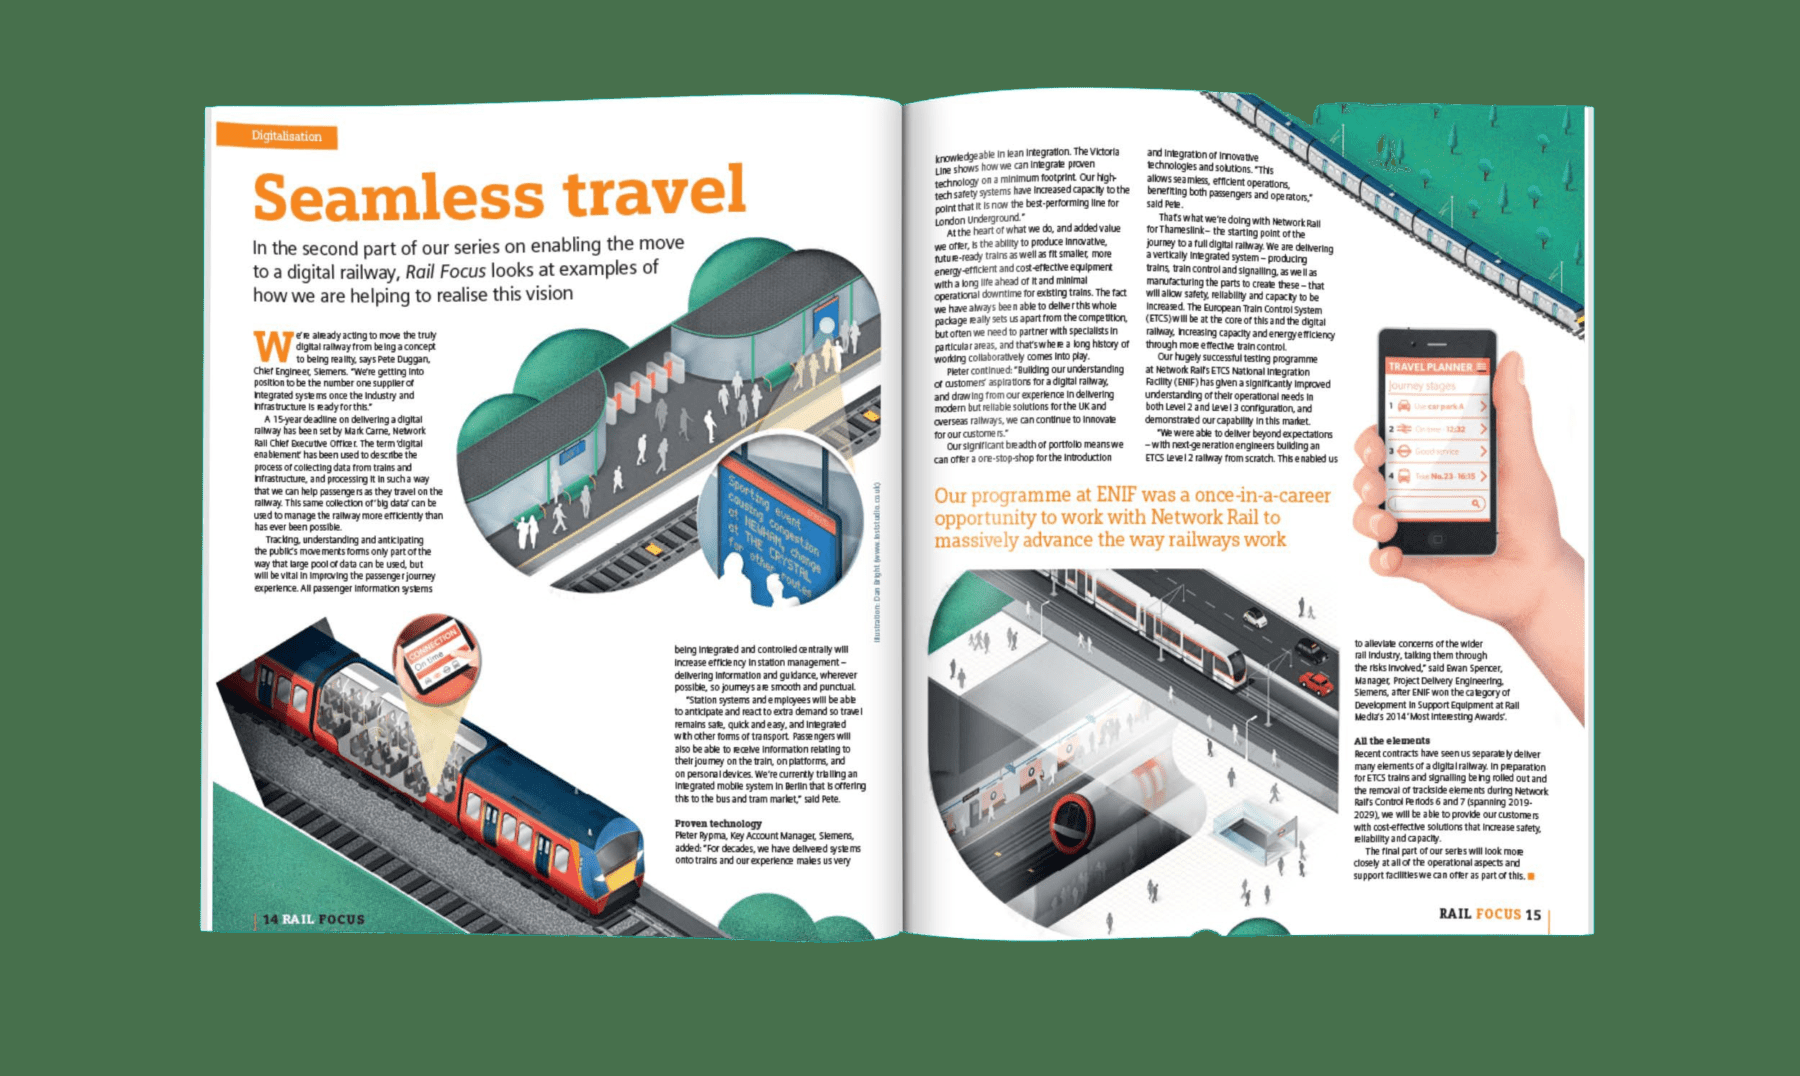 Digitalisation
Seamless travel
In the second part of our series on enabling the move
to a digital railway, Rail Focus looks at examples of
how we are helping to realise this vision
We're already acting to move the truly
digital railway from being a concept
to being reality, says Pete Duggan,
Chief Engineer, Siemens. "We're getting into
position to be the number one supplier of
integrated systems once the industry and
infrastructure is ready for this."
A 15-year deadline on delivering a digital
railway has been set by Mark Carne, Network
Rail Chief Executive Officer. The term 'digital
enablement' has been used to describe the
process of collecting data from trains and
infrastructure, and processing it in such a way
that we can help passengers as they travel on the
railway. This same collection of 'big data' can be
used to manage the railway more efficiently than
has ever been possible.
Tracking, understanding and anticipating
the public's movements forms only part of the
way that large pool of data can be used, but
will be vital in improving the passenger journey
experience. All passenger information systems
Sporting event
causing congestion
at NEWHAM, change
at THE CRYSTAL
for other routes
Illustration: Dan Bright (www.inststudio.co.uk)
CONNECTION
On time
being integrated and controlled centrally will
increase efficiency in station management –
delivering information and guidance, wherever
possible, so journeys are smooth and punctual.
"Station systems and employees will be able
to anticipate and react to extra demand so travel
remains safe, quick and easy, and integrated
with other forms of transport. Passengers will
also be able to receive information relating to
their journey on the train, on platforms, and
on personal devices. We're currently trialling an
integrated mobile system in Berlin that is offering
this to the bus and tram market," said Pete.
Proven technology
Pieter Rypma, Key Account Manager, Siemens,
added: "For decades, we have delivered systems
onto trains and our experience makes us very
14 RAIL FOCUS
knowledgeable in lean integration. The Victoria
Line shows how we can integrate proven
technology on a minimum footprint. Our high-
tech safety systems have increased capacity to the
point that it is now the best-performing line for
London Underground."
At the heart of what we do, and added value
we offer, is the ability to produce innovative,
future-ready trains as well as fit smaller, more
energy-efficient and cost-effective equipment
with a long life ahead of it and minimal
operational downtime for existing trains. The fact
we have always been able to deliver this whole
package really sets us apart from the competition,
but often we need to partner with specialists in
particular areas, and that's where a long history of
working collaboratively comes into play.
Pieter continued: "Building our understanding
of customers' aspirations for a digital railway,
and drawing from our experience in delivering
modern but reliable solutions for the UK and
overseas railways, we can continue to innovate
for our customers."
Our significant breadth of portfolio means we
can offer a one-stop-shop for the introduction
and integration of innovative
technologies and solutions. "This
allows seamless, efficient operations,
benefiting both passengers and operators,"
said Pete.
That's what we're doing with Network Rail
for Thameslink – the starting point of the
journey to a full digital railway. We are delivering
a vertically integrated system – producing
trains, train control and signalling, as well as
manufacturing the parts to create these – that
will allow safety, reliability and capacity to be
increased. The European Train Control System
(ETCS) will be at the core of this and the digital
railway, increasing capacity and energy efficiency
through more effective train control.
Our hugely successful testing programme
at Network Rail's ETCS National Integration
Facility (ENIF) has given a significantly improved
understanding of their operational needs in
both Level 2 and Level 3 configuration, and
demonstrated our capability in this market.
"We were able to deliver beyond expectations
– with next-generation engineers building an
ETCS Level 2 railway from scratch. This enabled us
Our programme at ENIF was a once-in-a-career
opportunity to work with Network Rail to
massively advance the way railways work
TRAVEL PLANNER
Journey stages
1 Use car park A
2 On time - 12:32
3 Good service
4 Bus No.23 - 16:15
to alleviate concerns of the wider
rail industry, talking them through
the risks involved," said Ewan Spencer,
Manager, Project Delivery Engineering,
Siemens, after ENIF won the category of
Development in Support Equipment at Rail
Media's 2014 'Most Interesting Awards'.
All the elements
Recent contracts have seen us separately deliver
many elements of a digital railway. In preparation
for ETCS trains and signalling being rolled out and
the removal of trackside elements during Network
Rail's Control Periods 6 and 7 (spanning 2019-
2029), we will be able to provide our customers
with cost-effective solutions that increase safety,
reliability and capacity.
The final part of our series will look more
closely at all of the operational aspects and
support facilities we can offer as part of this.
RAIL FOCUS 15